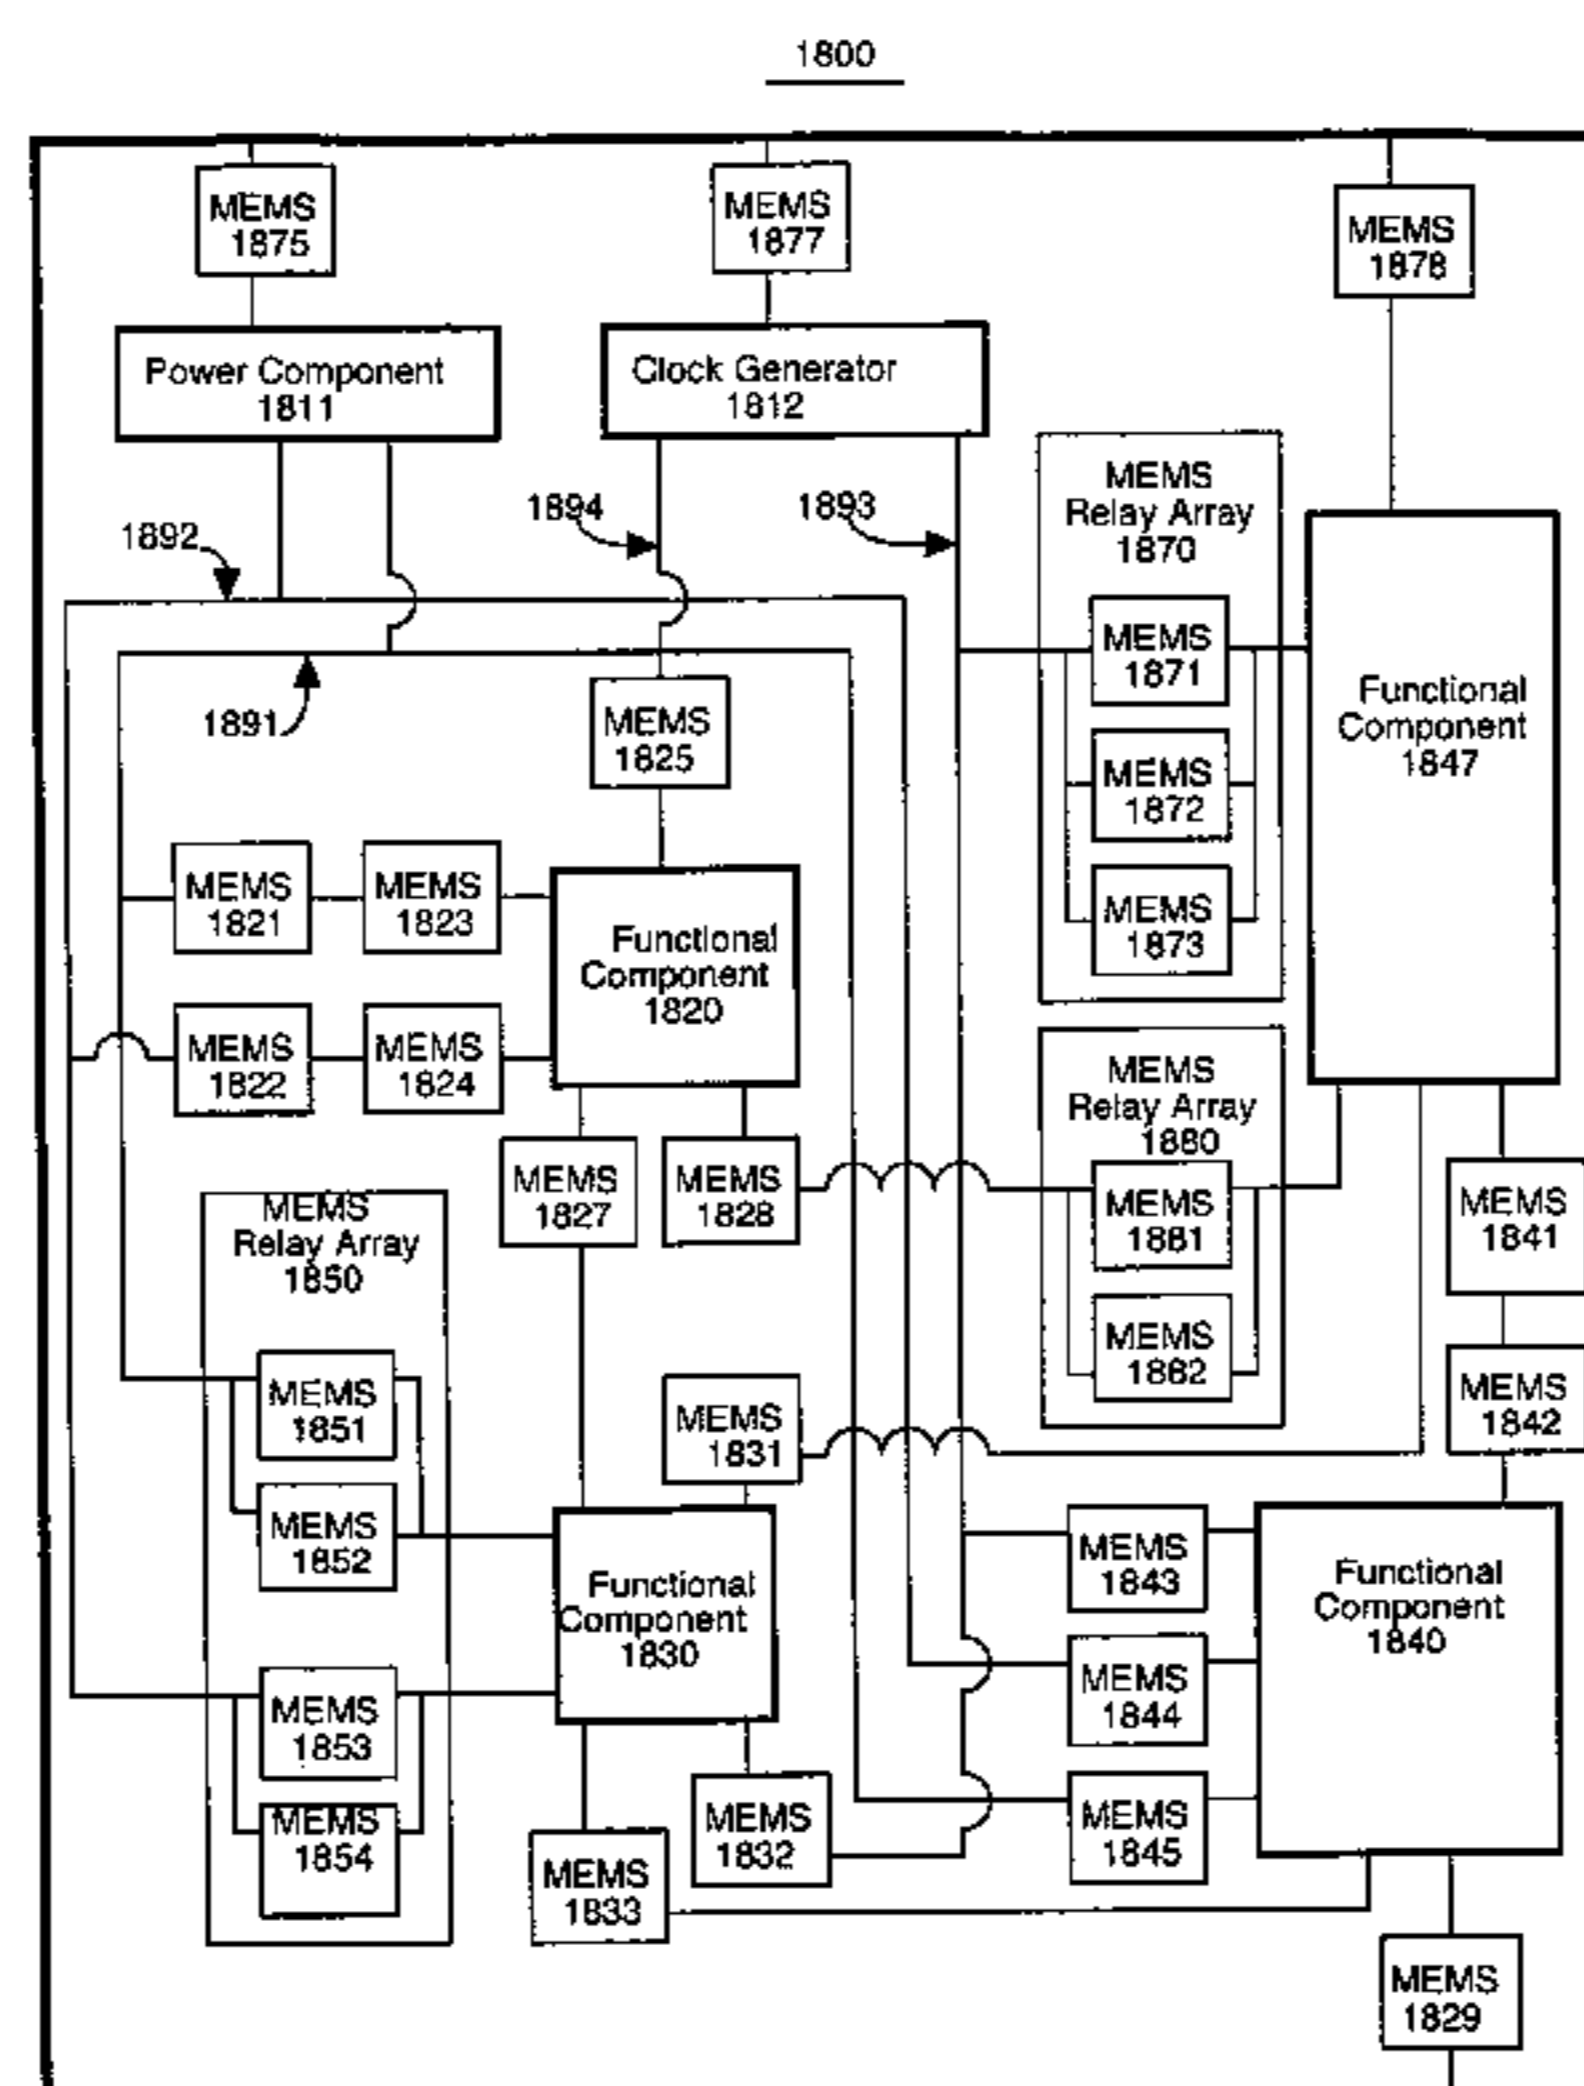 1800
MEMS
1875
MEMS
1877
MEMS
1878
Power Component
1811
Clock Generator
1812
1892
1894
1893
1891
MEMS
Relay Array
1870
MEMS
1871
MEMS
1872
MEMS
1873
Functional
Component
1847
MEMS
1825
MEMS
1821
MEMS
1823
MEMS
1822
MEMS
1824
Functional
Component
1820
MEMS
1827
MEMS
1828
MEMS
Relay Array
1880
MEMS
1881
MEMS
1882
MEMS
1841
MEMS
1842
MEMS
Relay Array
1850
MEMS
1851
MEMS
1852
MEMS
1853
MEMS
1854
MEMS
1831
Functional
Component
1830
MEMS
1832
MEMS
1833
MEMS
1843
MEMS
1844
MEMS
1845
Functional
Component
1840
MEMS
1829